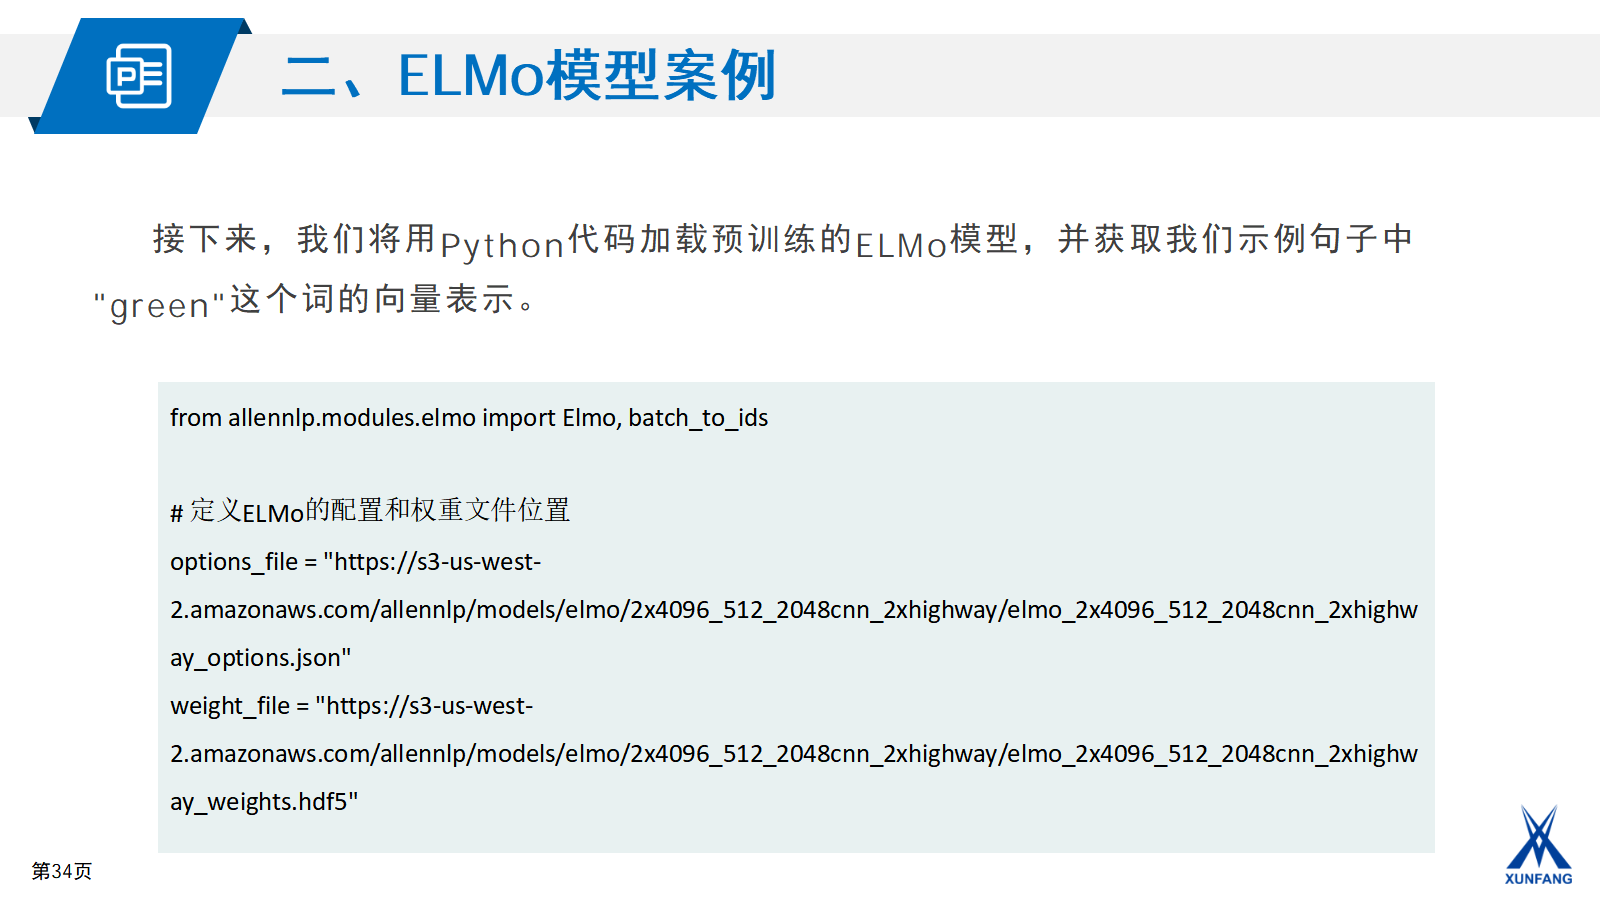 二、ELMo模型案例
接下来，我们将用Python代码加载预训练的ELMo模型，并获取我们示例句子中
"green"这个词的向量表示。
from allennlp.modules.elmo import Elmo, batch_to_ids
# 定义ELMo的配置和权重文件位置
options_file = "https://s3-us-west-
2.amazonaws.com/allennlp/models/elmo/2x4096_512_2048cnn_2xhighway/elmo_2x4096_512_2048cnn_2xhighw
ay_options.json"
weight_file = "https://s3-us-west-
2.amazonaws.com/allennlp/models/elmo/2x4096_512_2048cnn_2xhighway/elmo_2x4096_512_2048cnn_2xhighw
ay_weights.hdf5"
第34页
XUNFANG